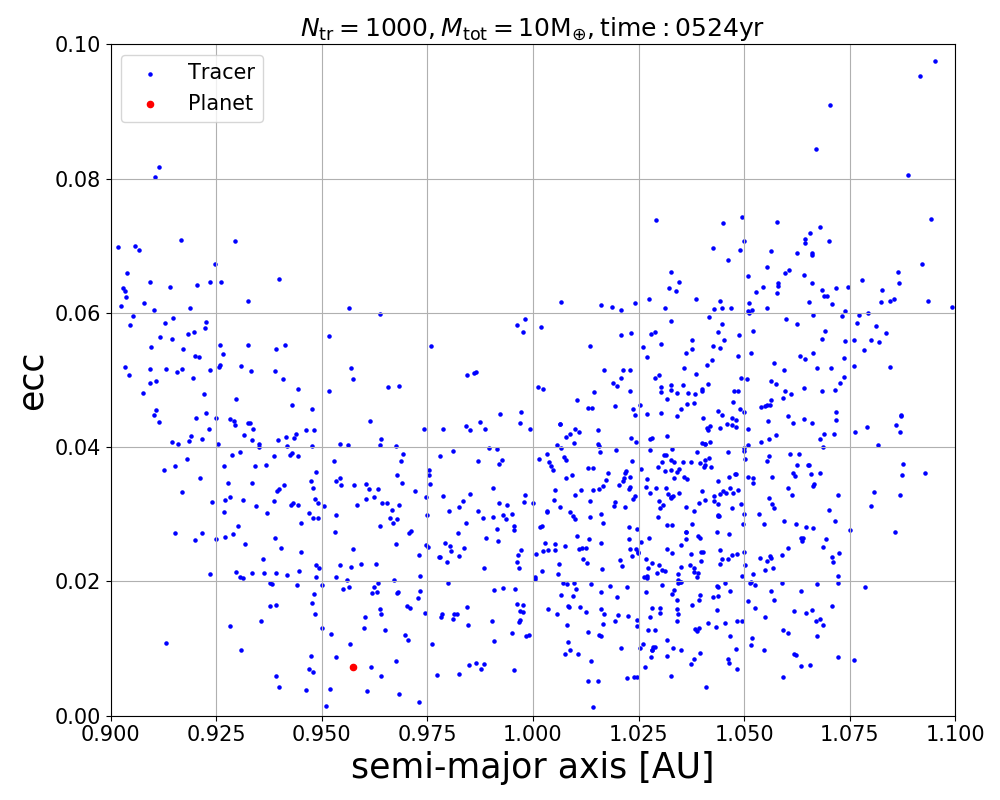 N_tr = 1000, M_tot = 10M_⊕, time : 0524yr
Tracer
Planet
ecc
0.10
0.08
0.06
0.04
0.02
0.00
0.900 0.925 0.950 0.975 1.000 1.025 1.050 1.075 1.100
semi-major axis [AU]